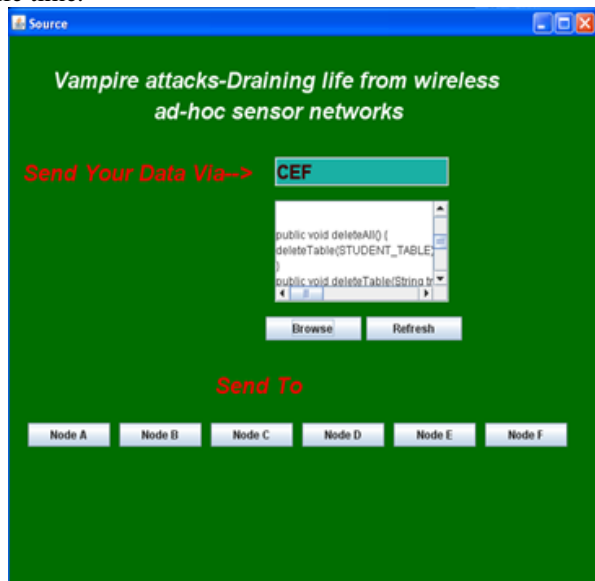 time.
Source
Vampire attacks-Draining life from wireless
ad-hoc sensor networks
Send Your Data Via-->
CEF
public void deleteAll() {
deleteTable(STUDENT_TABLE)
}
public void deleteTable(String tr
Browse Refresh
Send To
Node A Node B Node C Node D Node E Node F